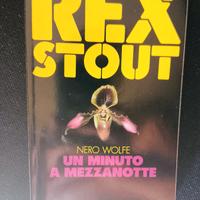 REX
STOUT
NERO WOLFE
UN MINUTO
A MEZZANOTTE